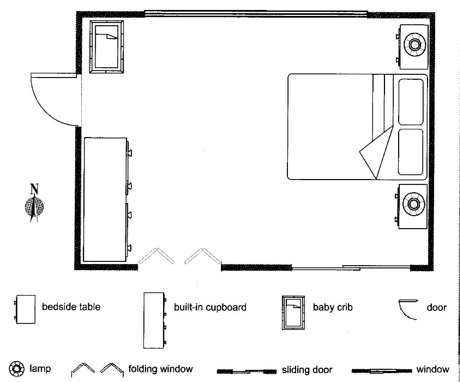 N
bedside table
built-in cupboard
baby crib
door
lamp
folding window
sliding door
window